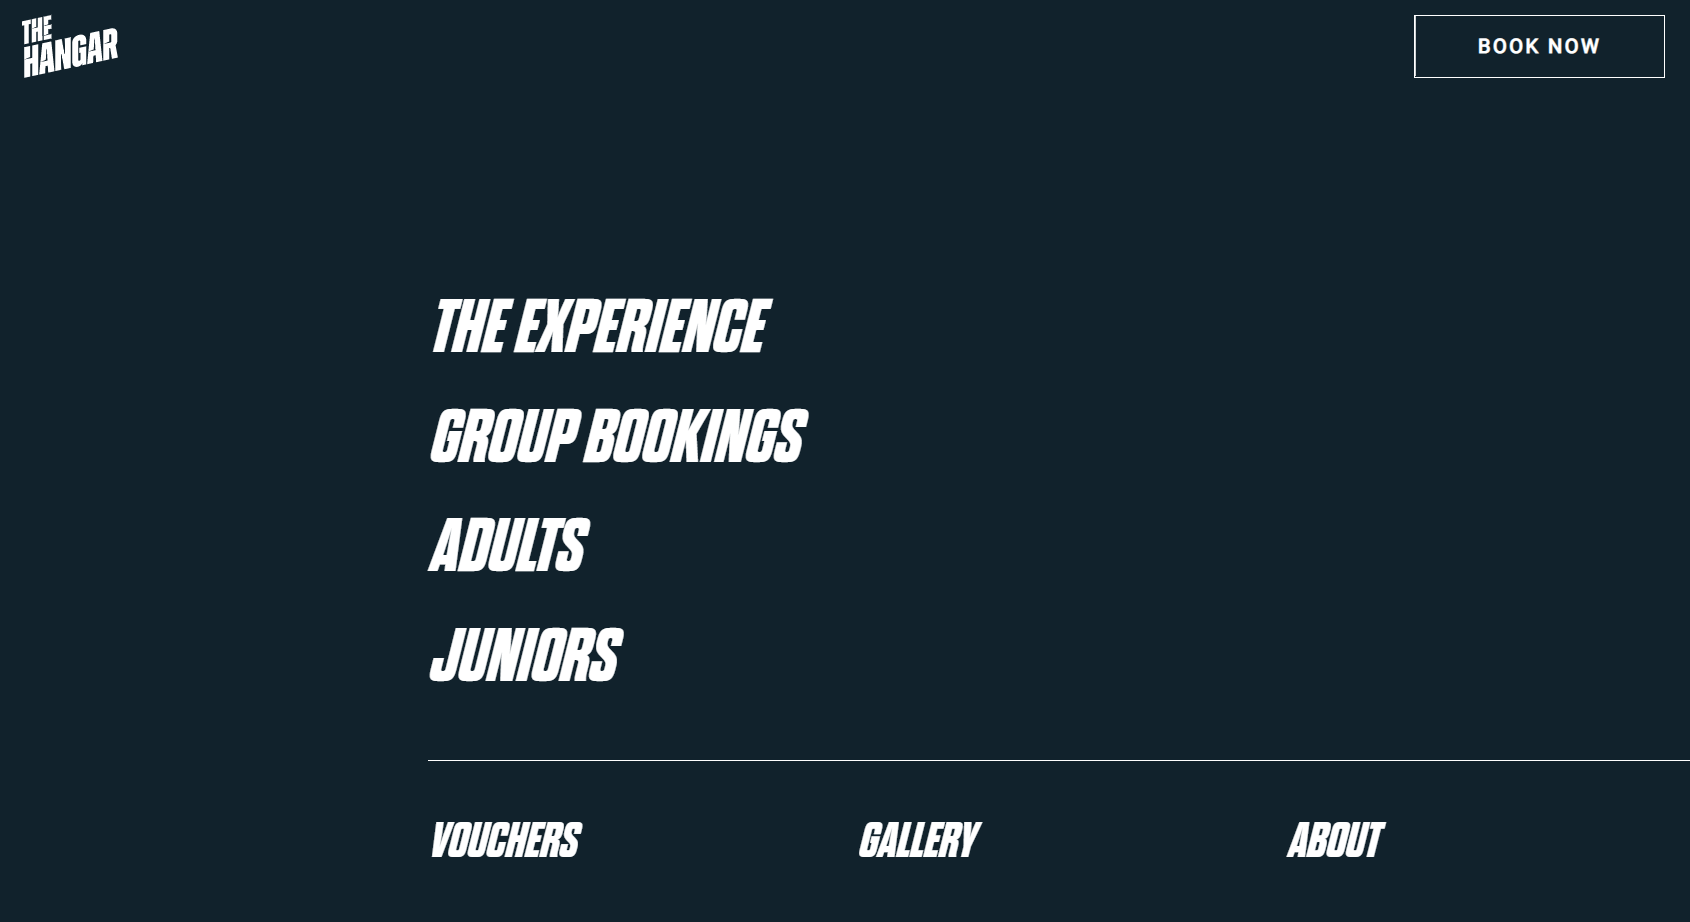 THE
HANGAR
BOOK NOW
THE EXPERIENCE
GROUP BOOKINGS
ADULTS
JUNIORS
VOUCHERS
GALLERY
ABOUT